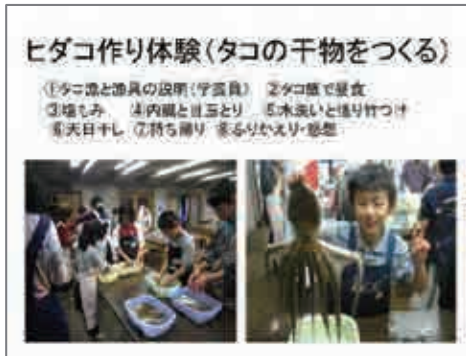 ヒダコ作り体験(タコの干物をつくる)
①タコ漁と漁具の説明(学芸員) ②タコ飯で昼食
③塩もみ ④内臓と目玉とり ⑤水洗いと張り竹つけ
⑥天日干し ⑦持ち帰り ⑧ふりかえり・感想